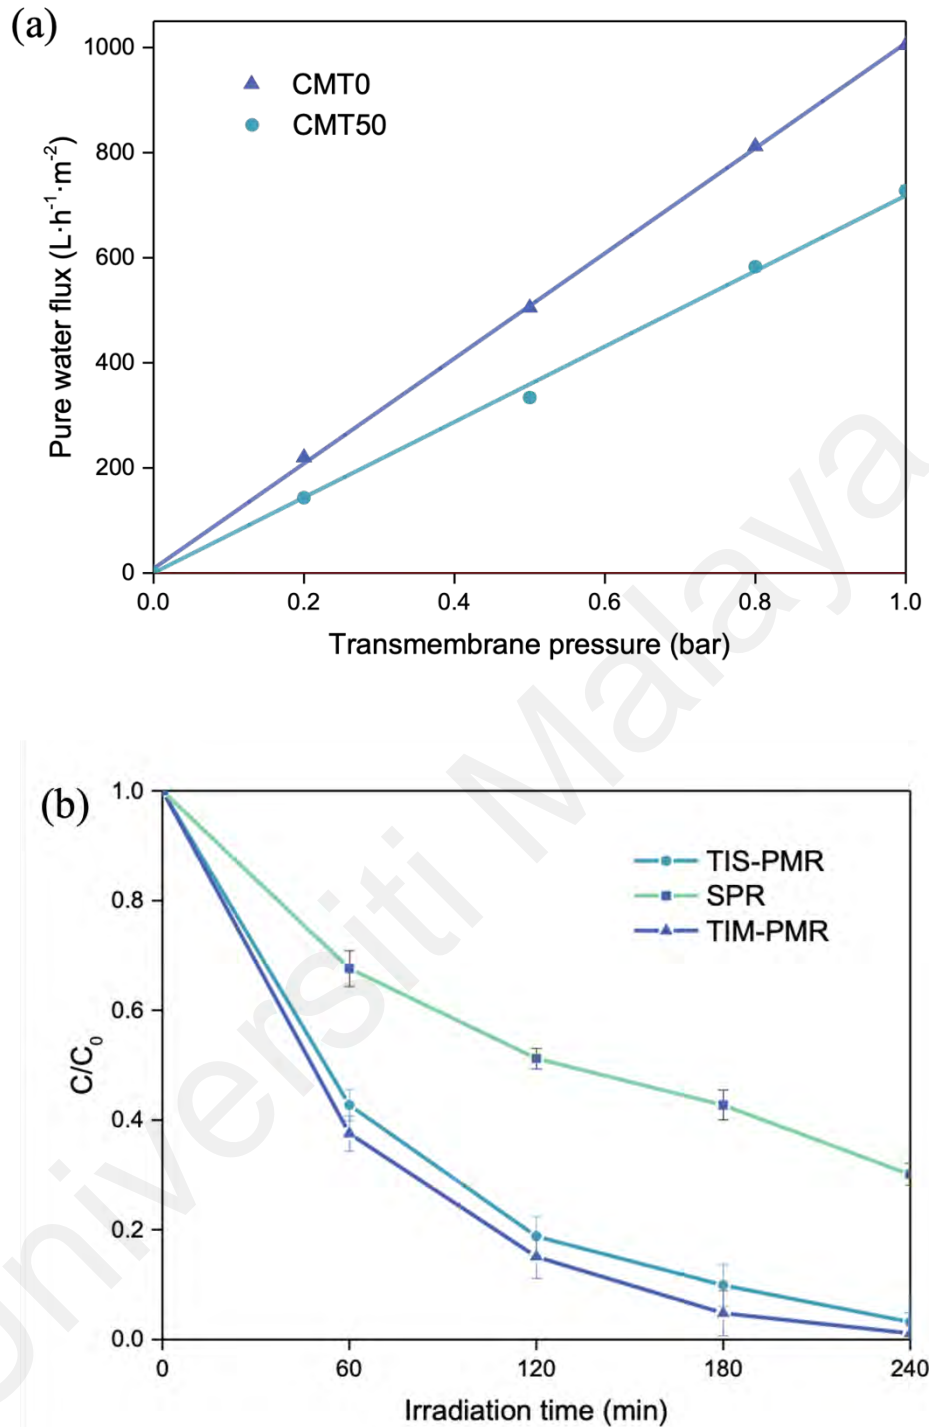 (a)
1000
800
600
400
200
0
Pure water flux (L·h⁻¹·m⁻²)
CMT0
CMT50
0.0 0.2 0.4 0.6 0.8 1.0
Transmembrane pressure (bar)
(b)
1.0
0.8
0.6
0.4
0.2
0.0
C/C₀
TIS-PMR
SPR
TIM-PMR
0 60 120 180 240
Irradiation time (min)
Universiti Malaya